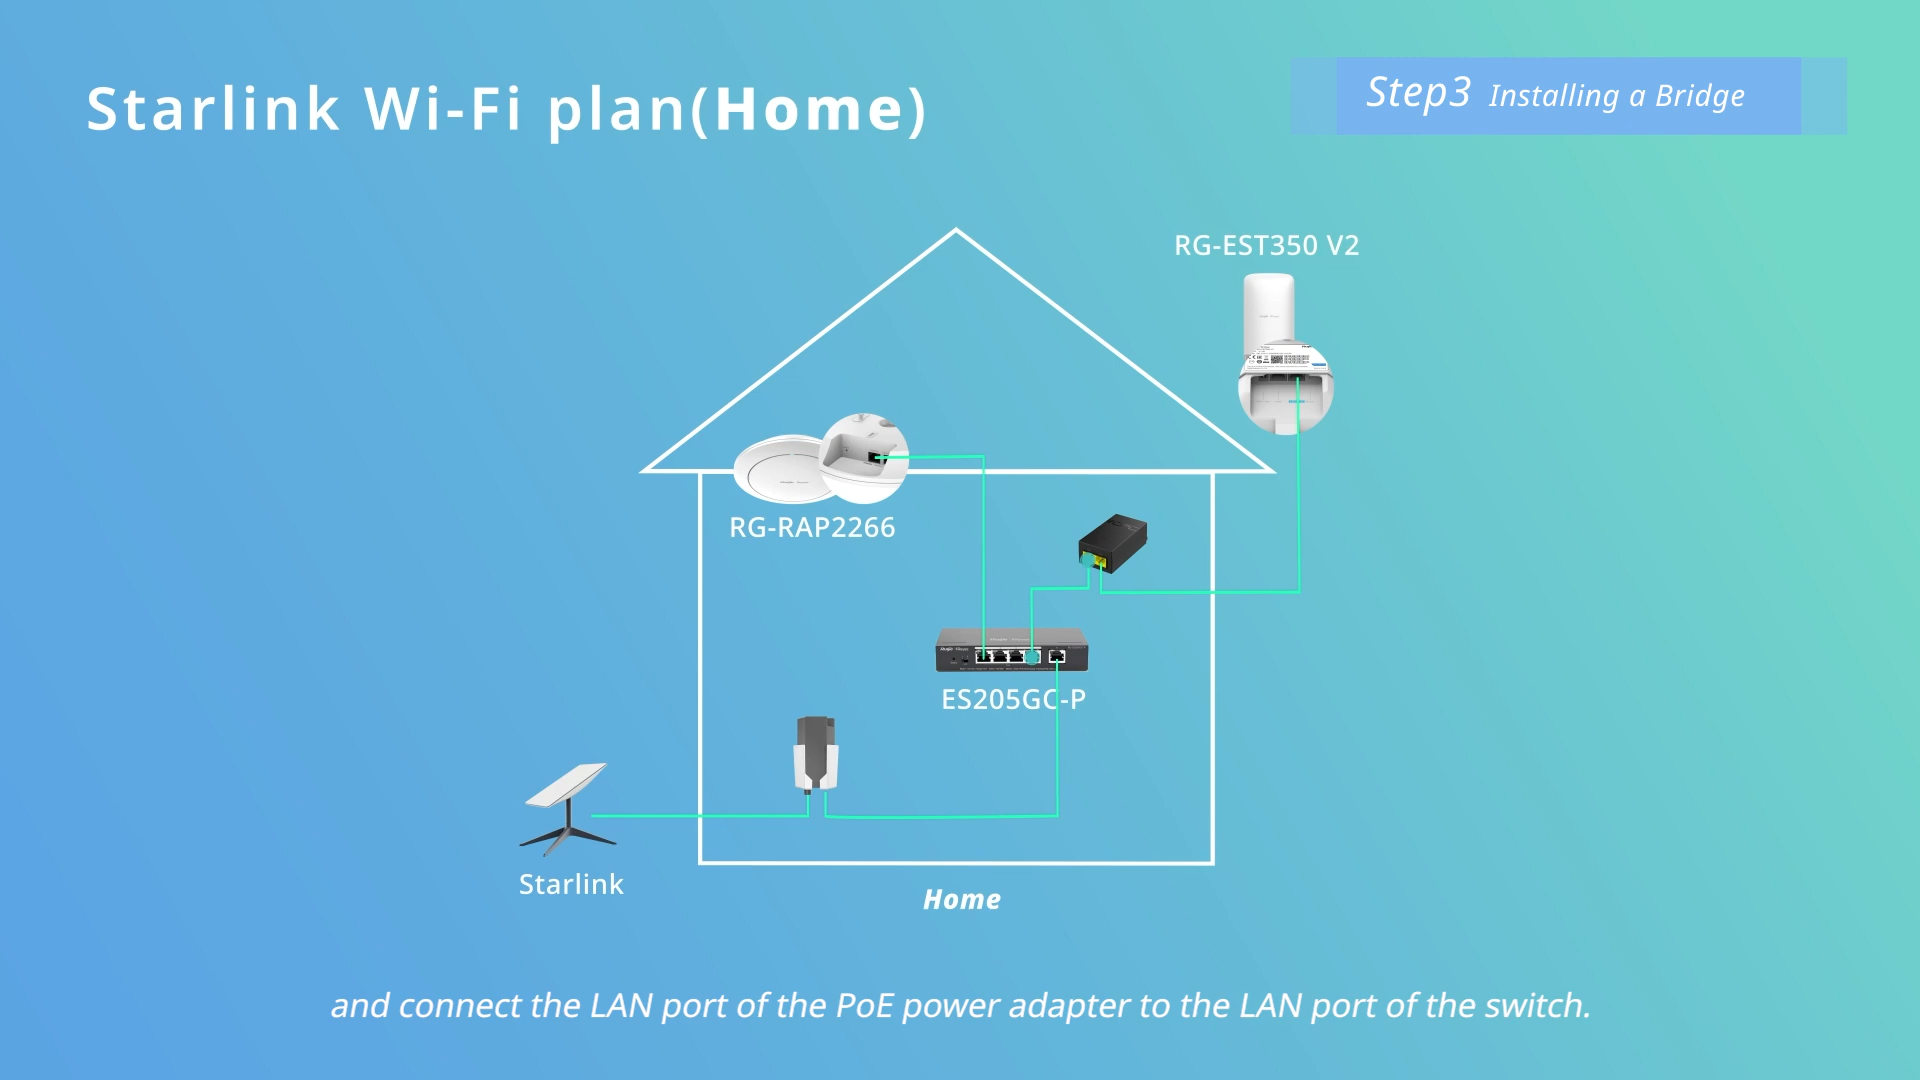 Starlink Wi-Fi plan(Home)
Step3 Installing a Bridge
RG-EST350 V2
RG-RAP2266
ES205GC-P
Starlink
Home
and connect the LAN port of the PoE power adapter to the LAN port of the switch.